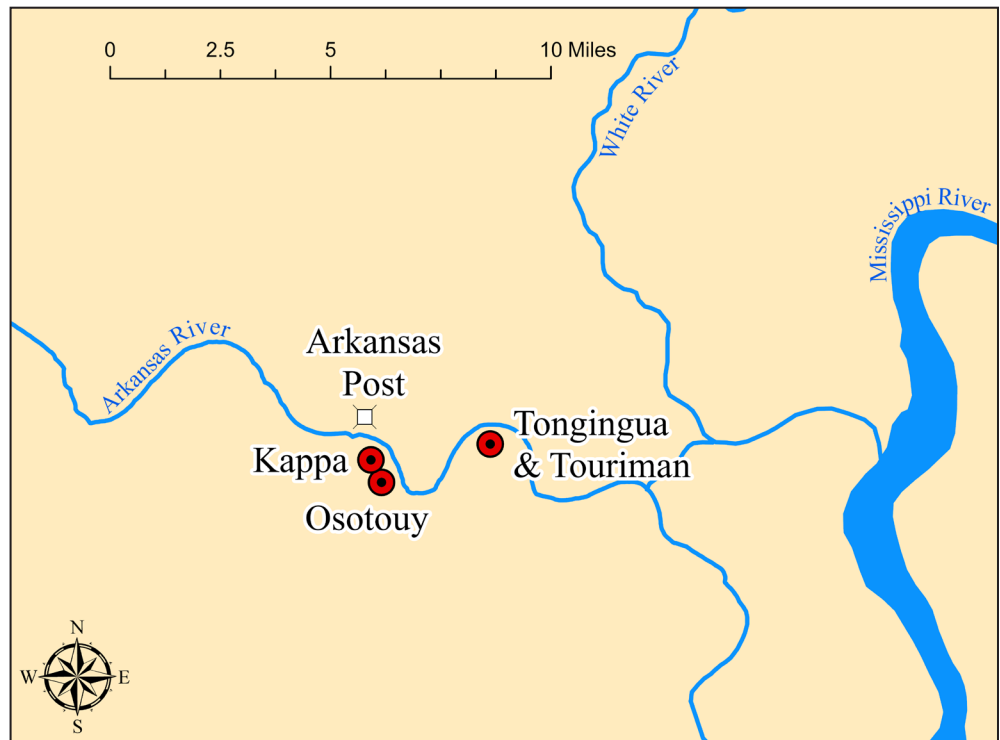 0 2.5 5 10 Miles
White River
Mississippi River
Arkansas River
Arkansas
Post
Tongingua
& Touriman
Kappa
Osotouy
N
W E
S